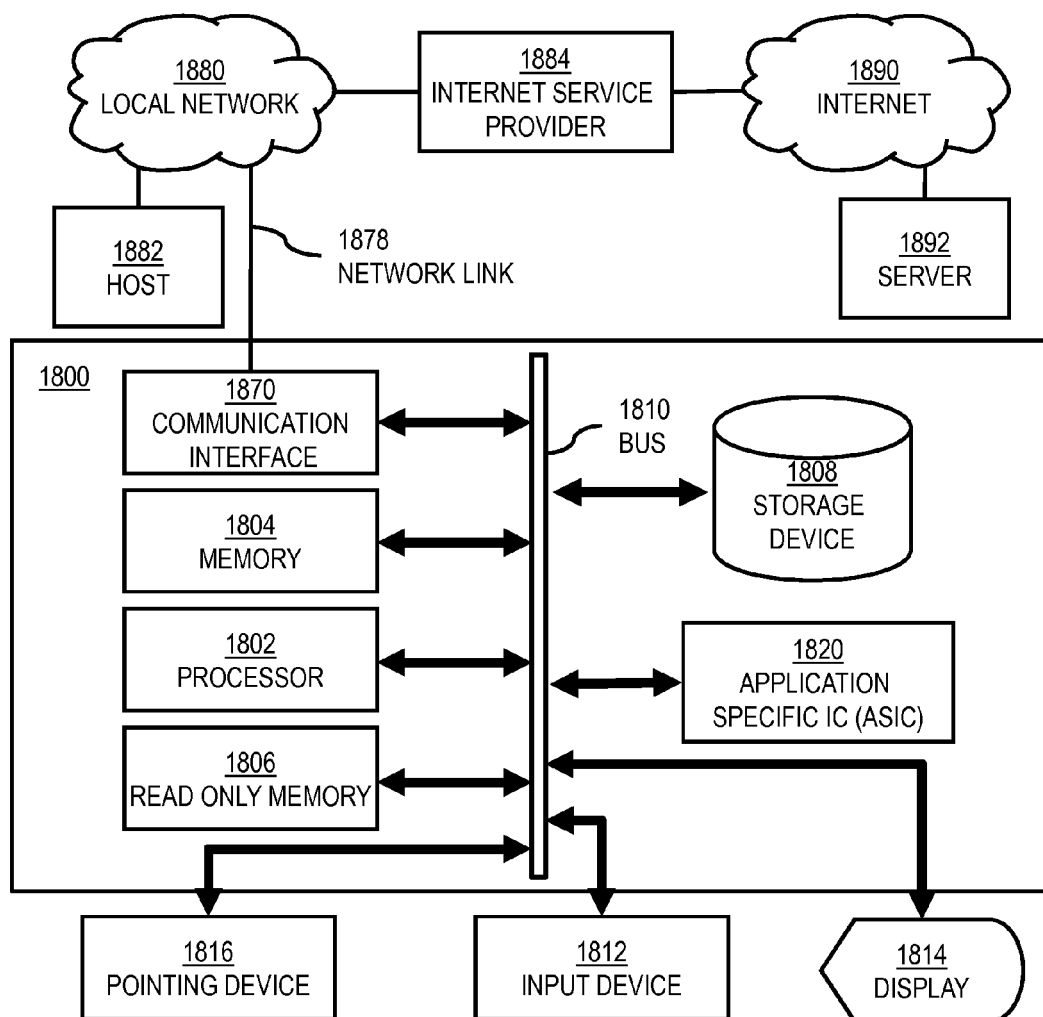 1880
LOCAL NETWORK
1884
INTERNET SERVICE
PROVIDER
1890
INTERNET
1882
HOST
1878
NETWORK LINK
1892
SERVER
1800
1870
COMMUNICATION
INTERFACE
1810
BUS
1808
STORAGE
DEVICE
1804
MEMORY
1802
PROCESSOR
1820
APPLICATION
SPECIFIC IC (ASIC)
1806
READ ONLY MEMORY
1816
POINTING DEVICE
1812
INPUT DEVICE
1814
DISPLAY